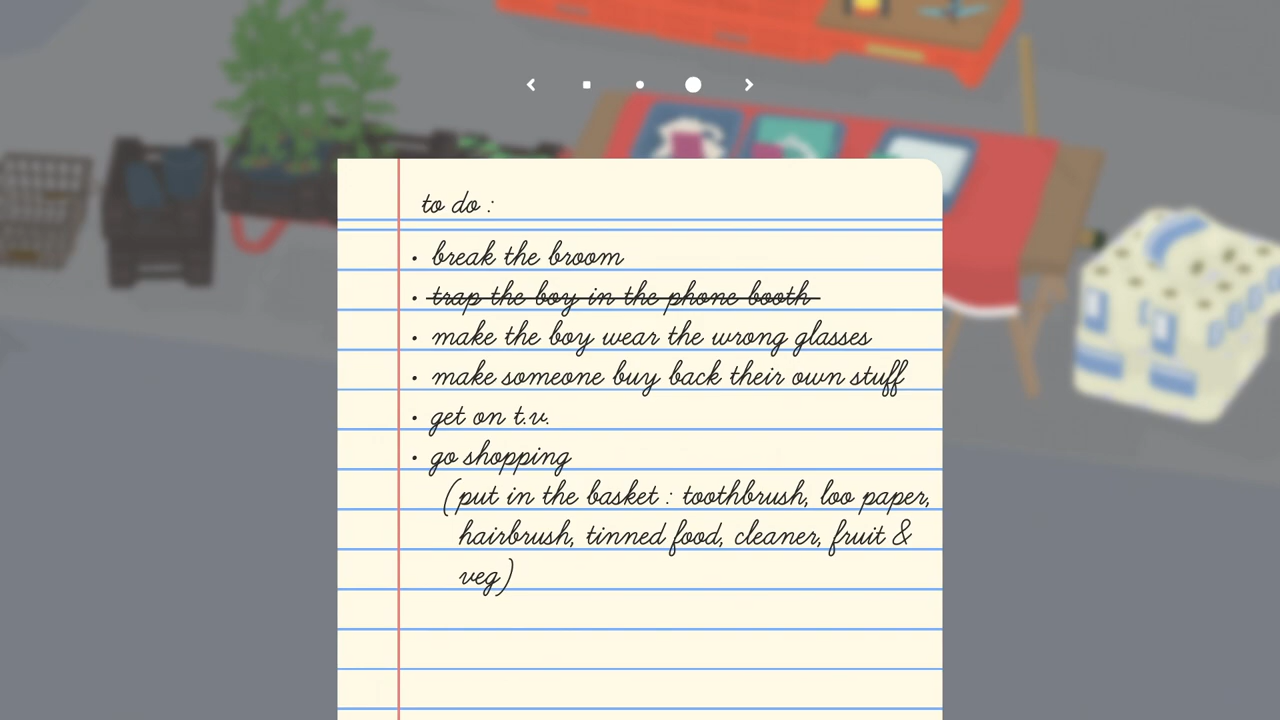 to do :
• break the broom
• trap the boy in the phone booth
• make the boy wear the wrong glasses
• make someone buy back their own stuff
• get on t.v.
• go shopping
(put in the basket : toothbrush, loo paper,
hairbrush, tinned food, cleaner, fruit &
veg)